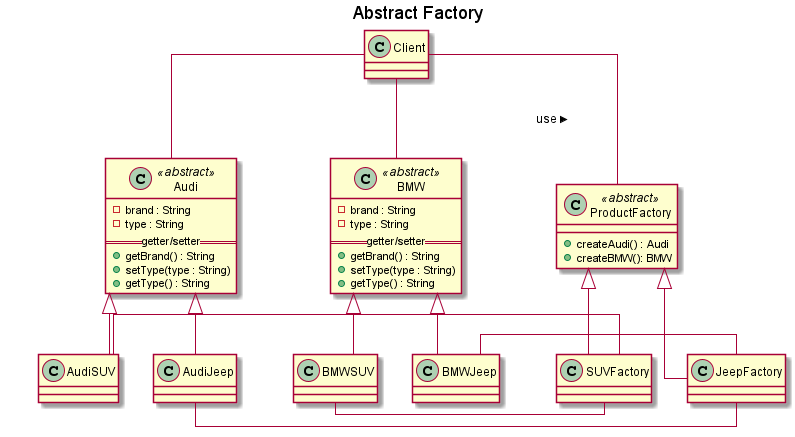 Abstract Factory
C Client
use ►
C «abstract»
Audi
brand : String
type : String
getter/setter
getBrand() : String
setType(type : String)
getType() : String
C «abstract»
BMW
brand : String
type : String
getter/setter
getBrand() : String
setType(type : String)
getType() : String
C «abstract»
ProductFactory
createAudi() : Audi
createBMW(): BMW
C AudiSUV
C AudiJeep
C BMWSUV
C BMWJeep
C SUVFactory
C JeepFactory